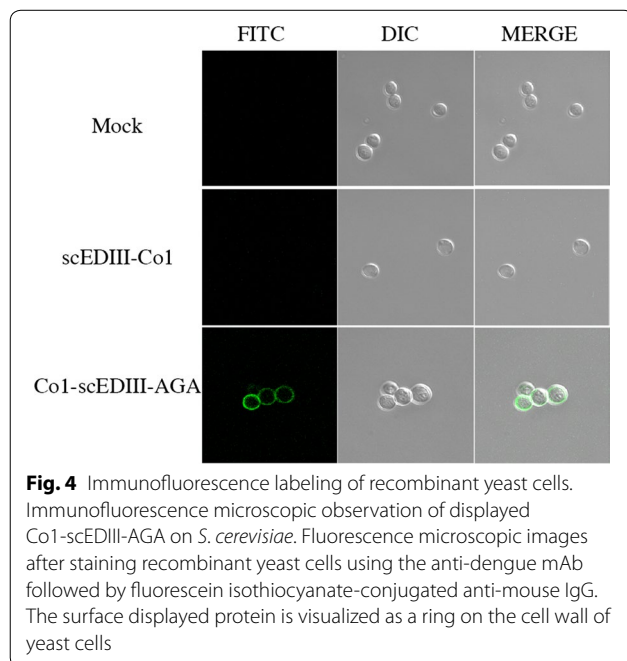 FITC DIC MERGE
Mock
scEDIII-Co1
Co1-scEDIII-AGA
Fig. 4 Immunofluorescence labeling of recombinant yeast cells.
Immunofluorescence microscopic observation of displayed
Co1-scEDIII-AGA on S. cerevisiae. Fluorescence microscopic images
after staining recombinant yeast cells using the anti-dengue mAb
followed by fluorescein isothiocyanate-conjugated anti-mouse IgG.
The surface displayed protein is visualized as a ring on the cell wall of
yeast cells